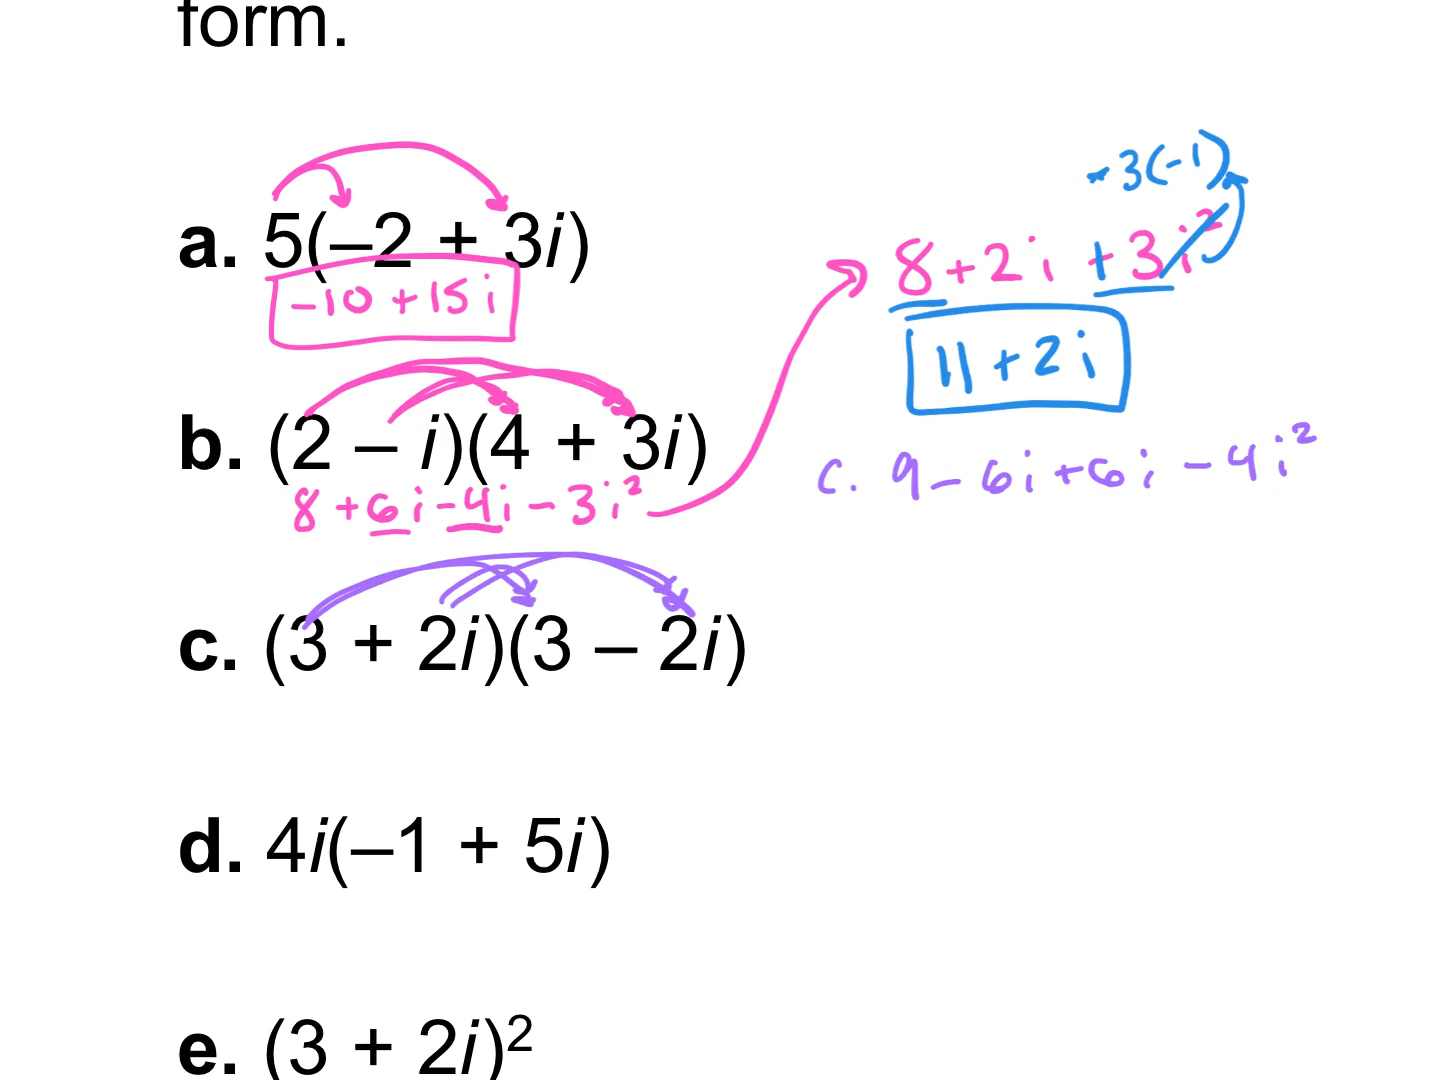 form.
a. 5(–2 + 3i)
-10 + 15i
b. (2 – i)(4 + 3i)
8 + 6i - 4i - 3i²
-3(-1)
8 + 2i + 3i²
11 + 2i
c. 9 - 6i + 6i - 4i²
c. (3 + 2i)(3 – 2i)
d. 4i(–1 + 5i)
e. (3 + 2i)²